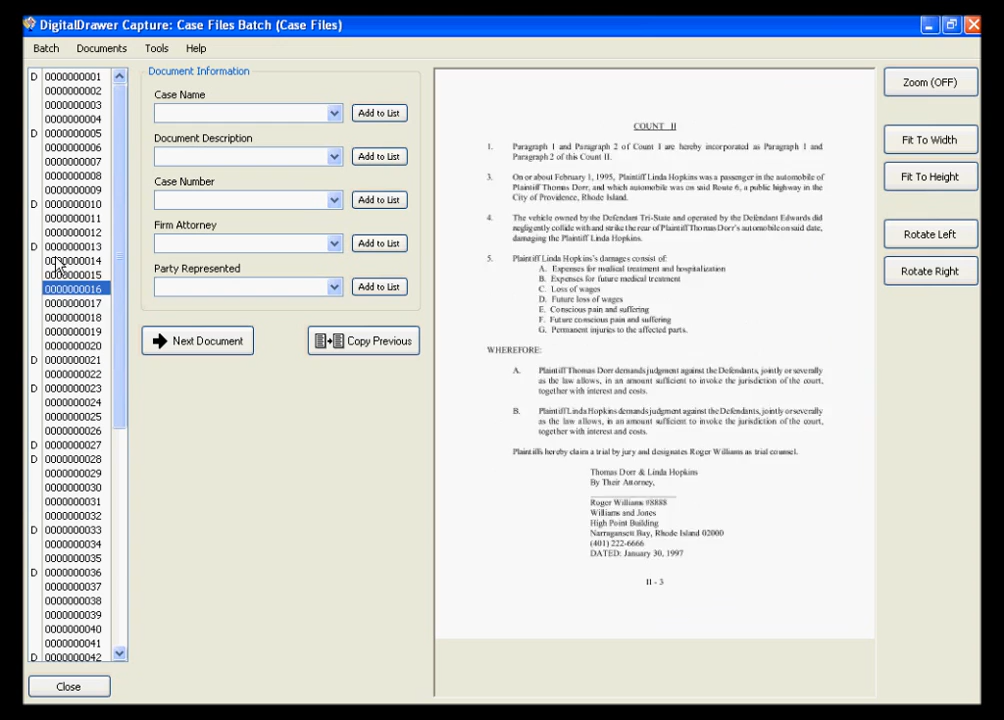 DigitalDrawer Capture: Case Files Batch (Case Files)
Batch Documents Tools Help
D 0000000001
0000000002
0000000003
0000000004
D 0000000005
0000000006
0000000007
0000000008
0000000009
D 0000000010
0000000011
0000000012
D 0000000013
0000000014
0000000015
0000000016
0000000017
0000000018
0000000019
0000000020
D 0000000021
0000000022
D 0000000023
0000000024
0000000025
0000000026
D 0000000027
D 0000000028
0000000029
0000000030
0000000031
0000000032
D 0000000033
0000000034
0000000035
D 0000000036
0000000037
0000000038
0000000039
0000000040
0000000041
D 0000000042
Close
Document Information
Case Name
Add to List
Document Description
Add to List
Case Number
Add to List
Firm Attorney
Add to List
Party Represented
Add to List
Next Document
Copy Previous
COUNT II
1. Paragraph 1 and Paragraph 2 of Count I are hereby incorporated as Paragraph 1 and
Paragraph 2 of this Count II.
3. On or about February 1, 1995, Plaintiff Linda Hopkins was a passenger in the automobile of
Plaintiff Thomas Dorr, and which automobile was on said Route 6, a public highway in the
City of Providence, Rhode Island.
4. The vehicle owned by the Defendant Tri-State and operated by the Defendant Edwards did
negligently collide with and strike the rear of Plaintiff Thomas Dorr's automobile on said date,
damaging the Plaintiff Linda Hopkins.
5. Plaintiff Linda Hopkins's damages consist of:
A. Expenses for medical treatment and hospitalization
B. Expenses for future medical treatment
C. Loss of wages
D. Future loss of wages
E. Conscious pain and suffering
F. Future conscious pain and suffering
G. Permanent injuries to the affected parts.
WHEREFORE:
A. Plaintiff Thomas Dorr demands judgment against the Defendants, jointly or severally
as the law allows, in an amount sufficient to invoke the jurisdiction of the court,
together with interest and costs.
B. Plaintiff Linda Hopkins demands judgment against the Defendants, jointly or severally
as the law allows, in an amount sufficient to invoke the jurisdiction of the court,
together with interest and costs.
Plaintiffs hereby claim a trial by jury and designates Roger Williams as trial counsel.
Thomas Dorr & Linda Hopkins
By Their Attorney,
Roger Williams #8888
Williams and Jones
High Point Building
Narragansett Bay, Rhode Island 02000
(401) 222-6666
DATED: January 30, 1997
II - 3
Zoom (OFF)
Fit To Width
Fit To Height
Rotate Left
Rotate Right